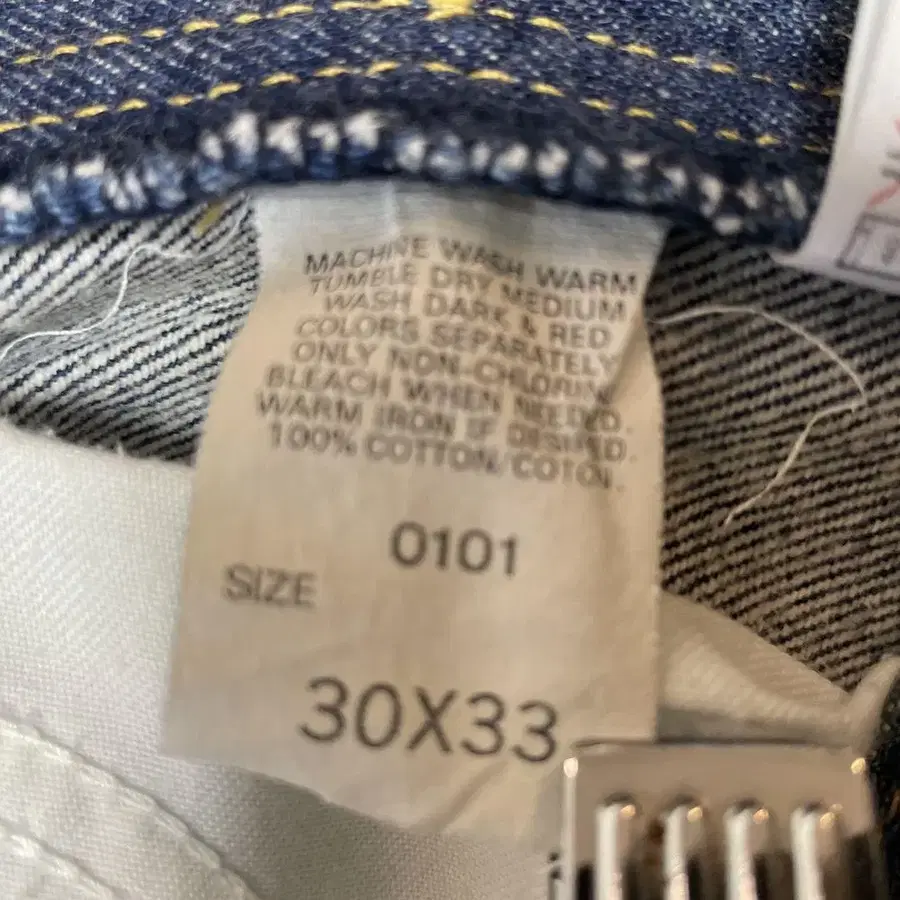 MACHINE WASH WARM
TUMBLE DRY MEDIUM
WASH DARK & RED
COLORS SEPARATELY
ONLY NON-CHLORIN
BLEACH WHEN NEEDED.
WARM IRON IF DESIRED.
100% COTTON/COTON.
0101
SIZE
30X33